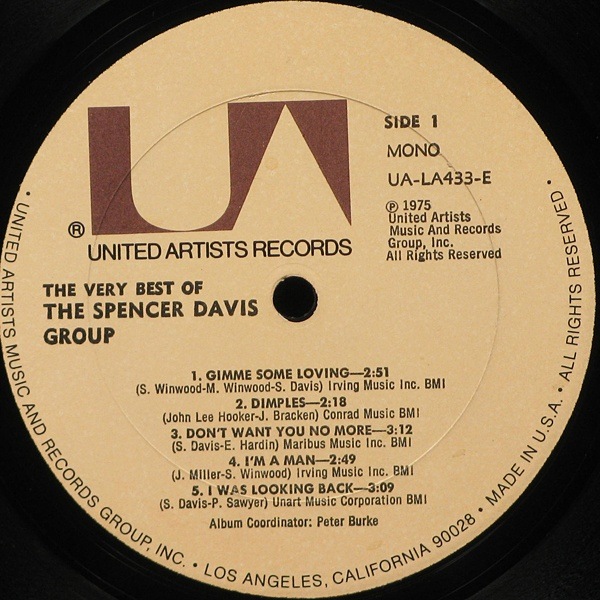 UA
SIDE 1
MONO
UA-LA433-E
℗ 1975
United Artists
Music And Records
Group, Inc.
All Rights Reserved
®
UNITED ARTISTS RECORDS
THE VERY BEST OF
THE SPENCER DAVIS
GROUP
1. GIMME SOME LOVING—2:51
(S. Winwood-M. Winwood-S. Davis) Irving Music Inc. BMI
2. DIMPLES—2:18
(John Lee Hooker-J. Bracken) Conrad Music BMI
3. DON'T WANT YOU NO MORE—3:12
(S. Davis-E. Hardin) Maribus Music Inc. BMI
4. I'M A MAN—2:49
(J. Miller-S. Winwood) Irving Music Inc. BMI
5. I WAS LOOKING BACK—3:09
(S. Davis-P. Sawyer) Unart Music Corporation BMI
Album Coordinator: Peter Burke
• UNITED ARTISTS MUSIC AND RECORDS GROUP, INC. • LOS ANGELES, CALIFORNIA 90028 • MADE IN U.S.A. • ALL RIGHTS RESERVED •